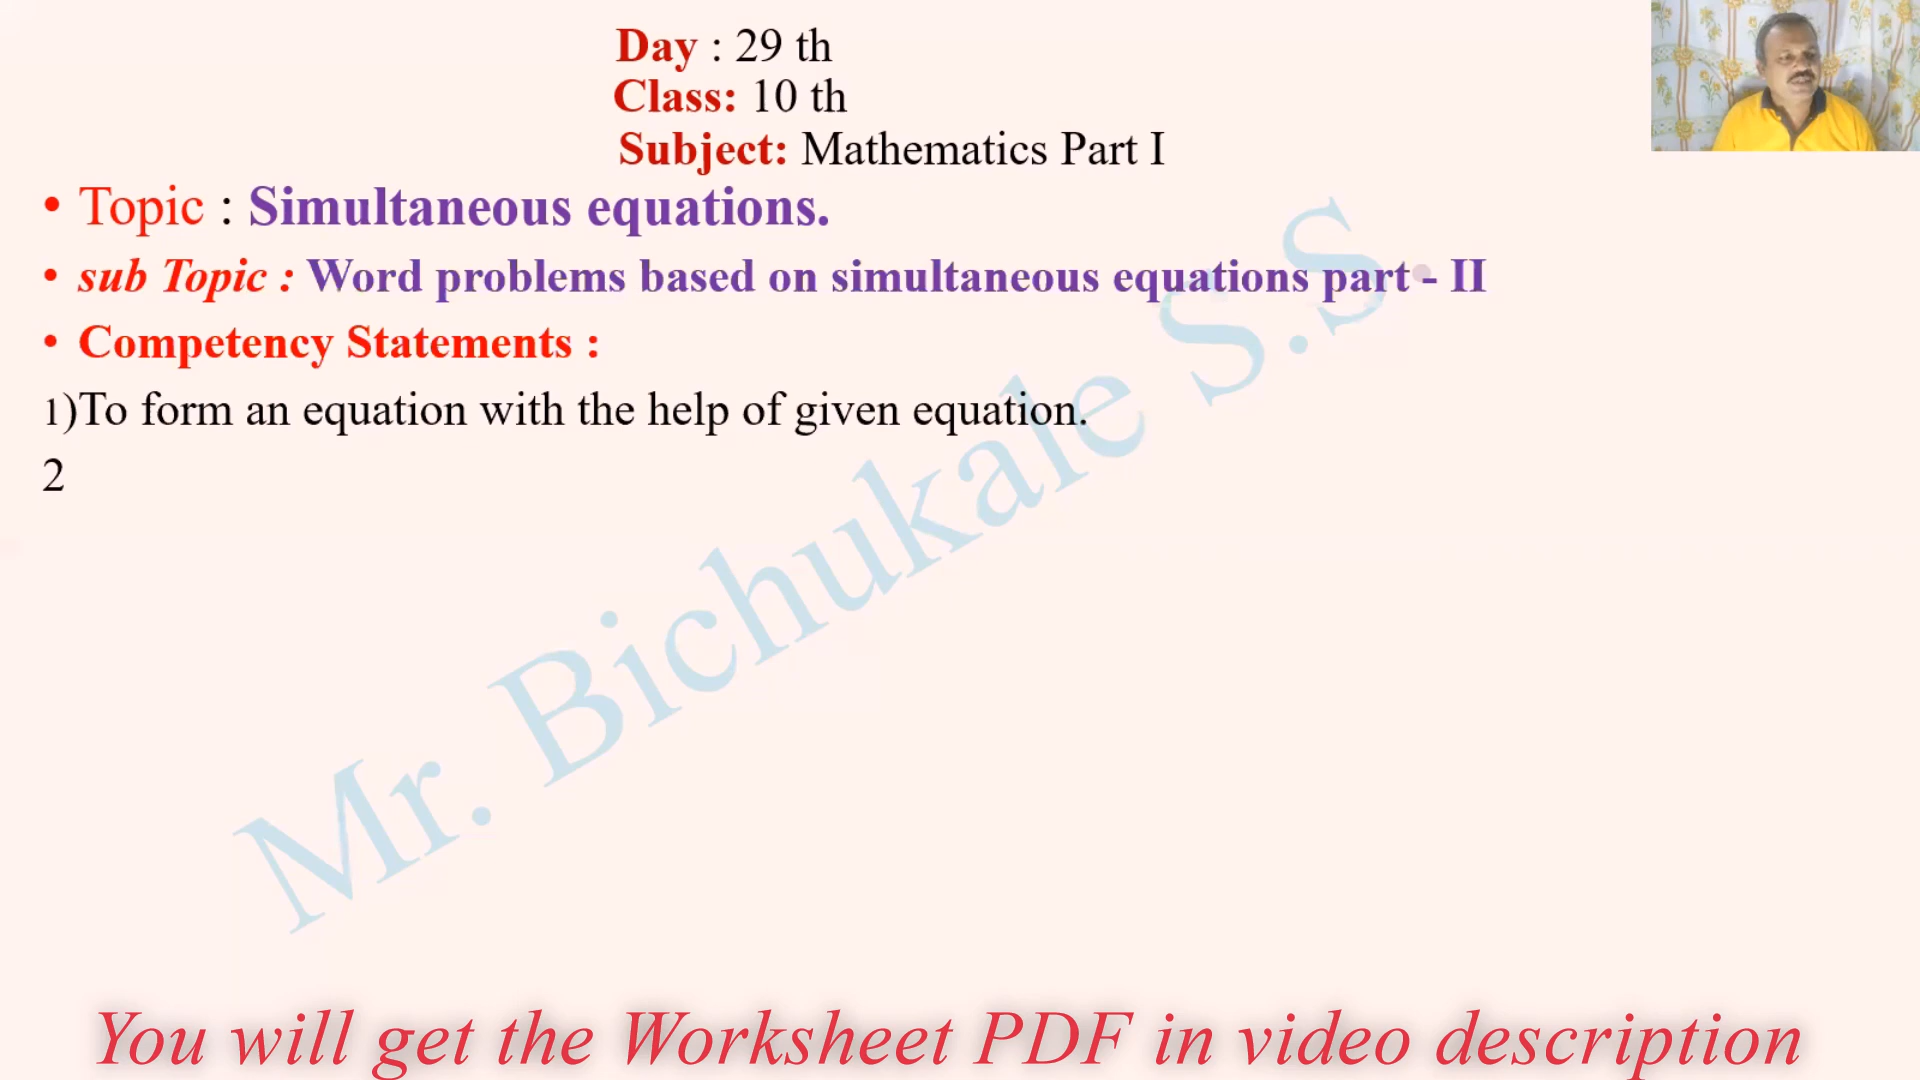 Day : 29 th
Class: 10 th
Subject: Mathematics Part I
• Topic : Simultaneous equations.
• sub Topic : Word problems based on simultaneous equations part - II
• Competency Statements :
1)To form an equation with the help of given equation.
2
Mr. Bichukale S.S.
You will get the Worksheet PDF in video description